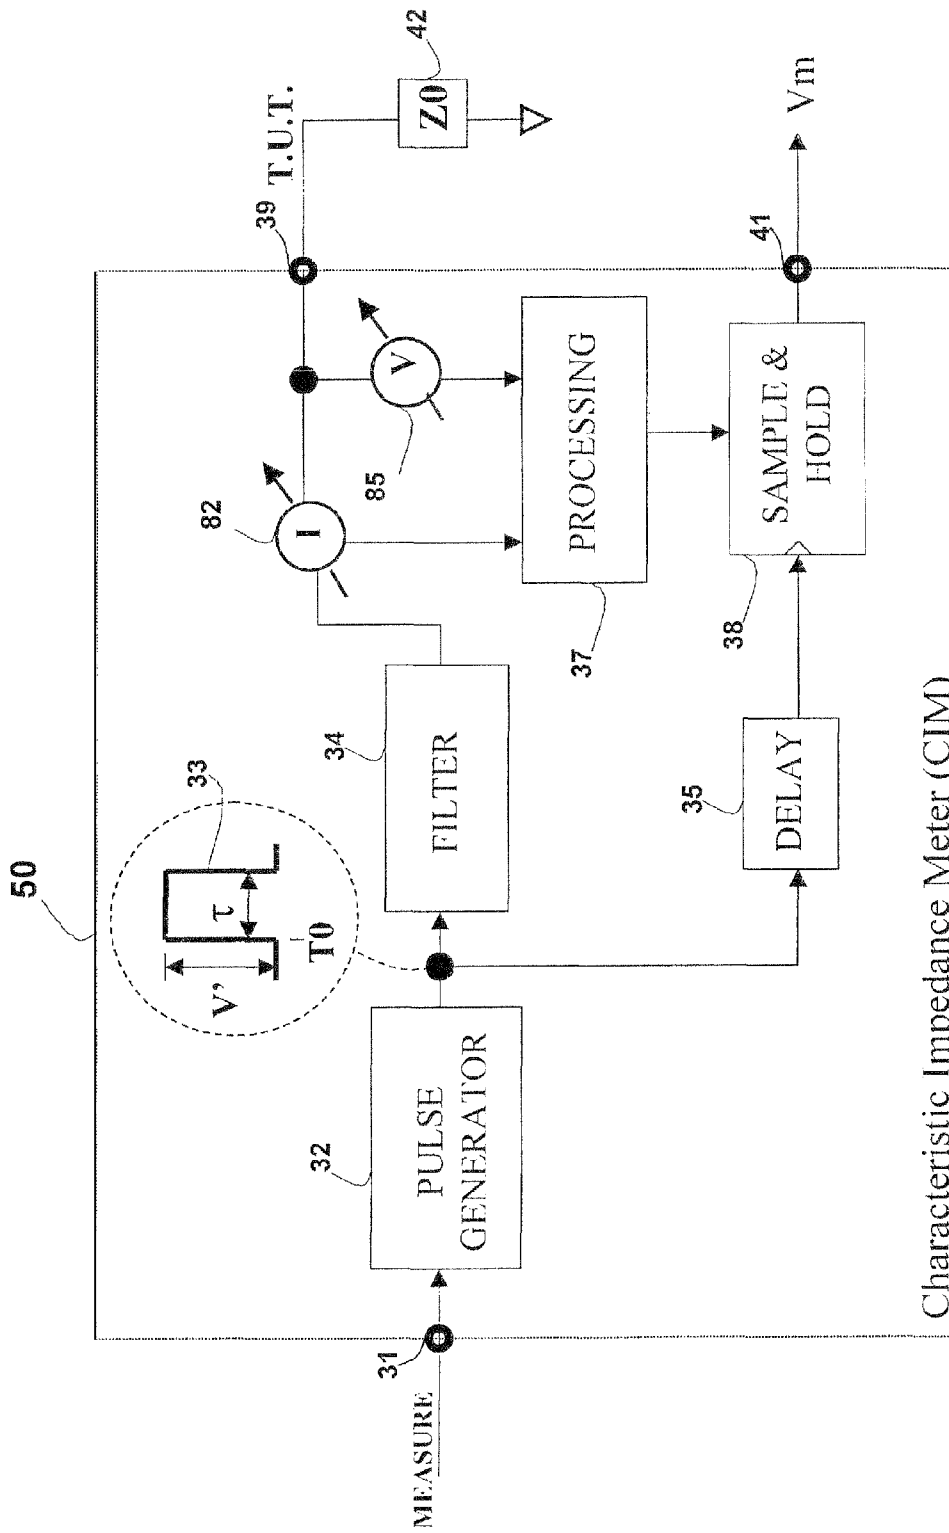 50
V'
τ
T0
33
MEASURE
31
32
PULSE
GENERATOR
34
FILTER
82
I
85
V
39
T.U.T.
42
Z0
37
PROCESSING
35
DELAY
38
SAMPLE &
HOLD
41
Vm
Characteristic Impedance Meter (CIM)